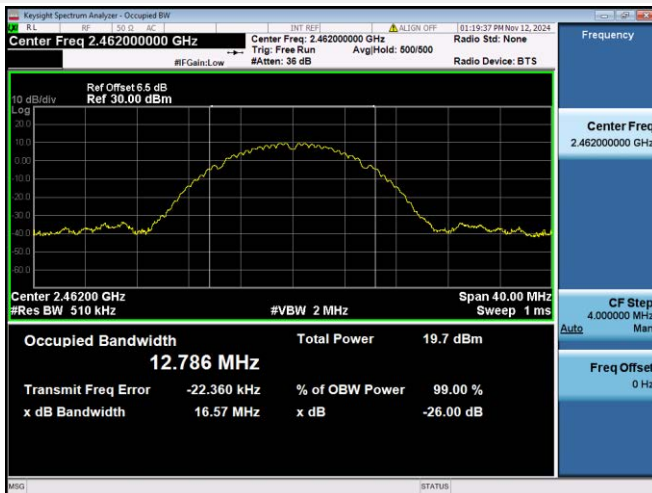 Keysight Spectrum Analyzer - Occupied BW
RL RF 50 Ω AC INT REF ALIGN OFF 01:19:37 PM Nov 12, 2024
Center Freq 2.462000000 GHz
Center Freq: 2.462000000 GHz
Radio Std: None
Trig: Free Run Avg|Hold: 500/500
#IFGain:Low #Atten: 36 dB Radio Device: BTS
Frequency
Ref Offset 6.5 dB
10 dB/div Ref 30.00 dBm
Log
20.0
10.0
0.00
-10.0
-20.0
-30.0
-40.0
-50.0
-60.0
Center 2.46200 GHz Span 40.00 MHz
#Res BW 510 kHz #VBW 2 MHz Sweep 1 ms
Occupied Bandwidth Total Power 19.7 dBm
12.786 MHz
Transmit Freq Error -22.360 kHz % of OBW Power 99.00 %
x dB Bandwidth 16.57 MHz x dB -26.00 dB
Center Freq
2.462000000 GHz
CF Step
4.000000 MHz
Auto Man
Freq Offset
0 Hz
MSG STATUS